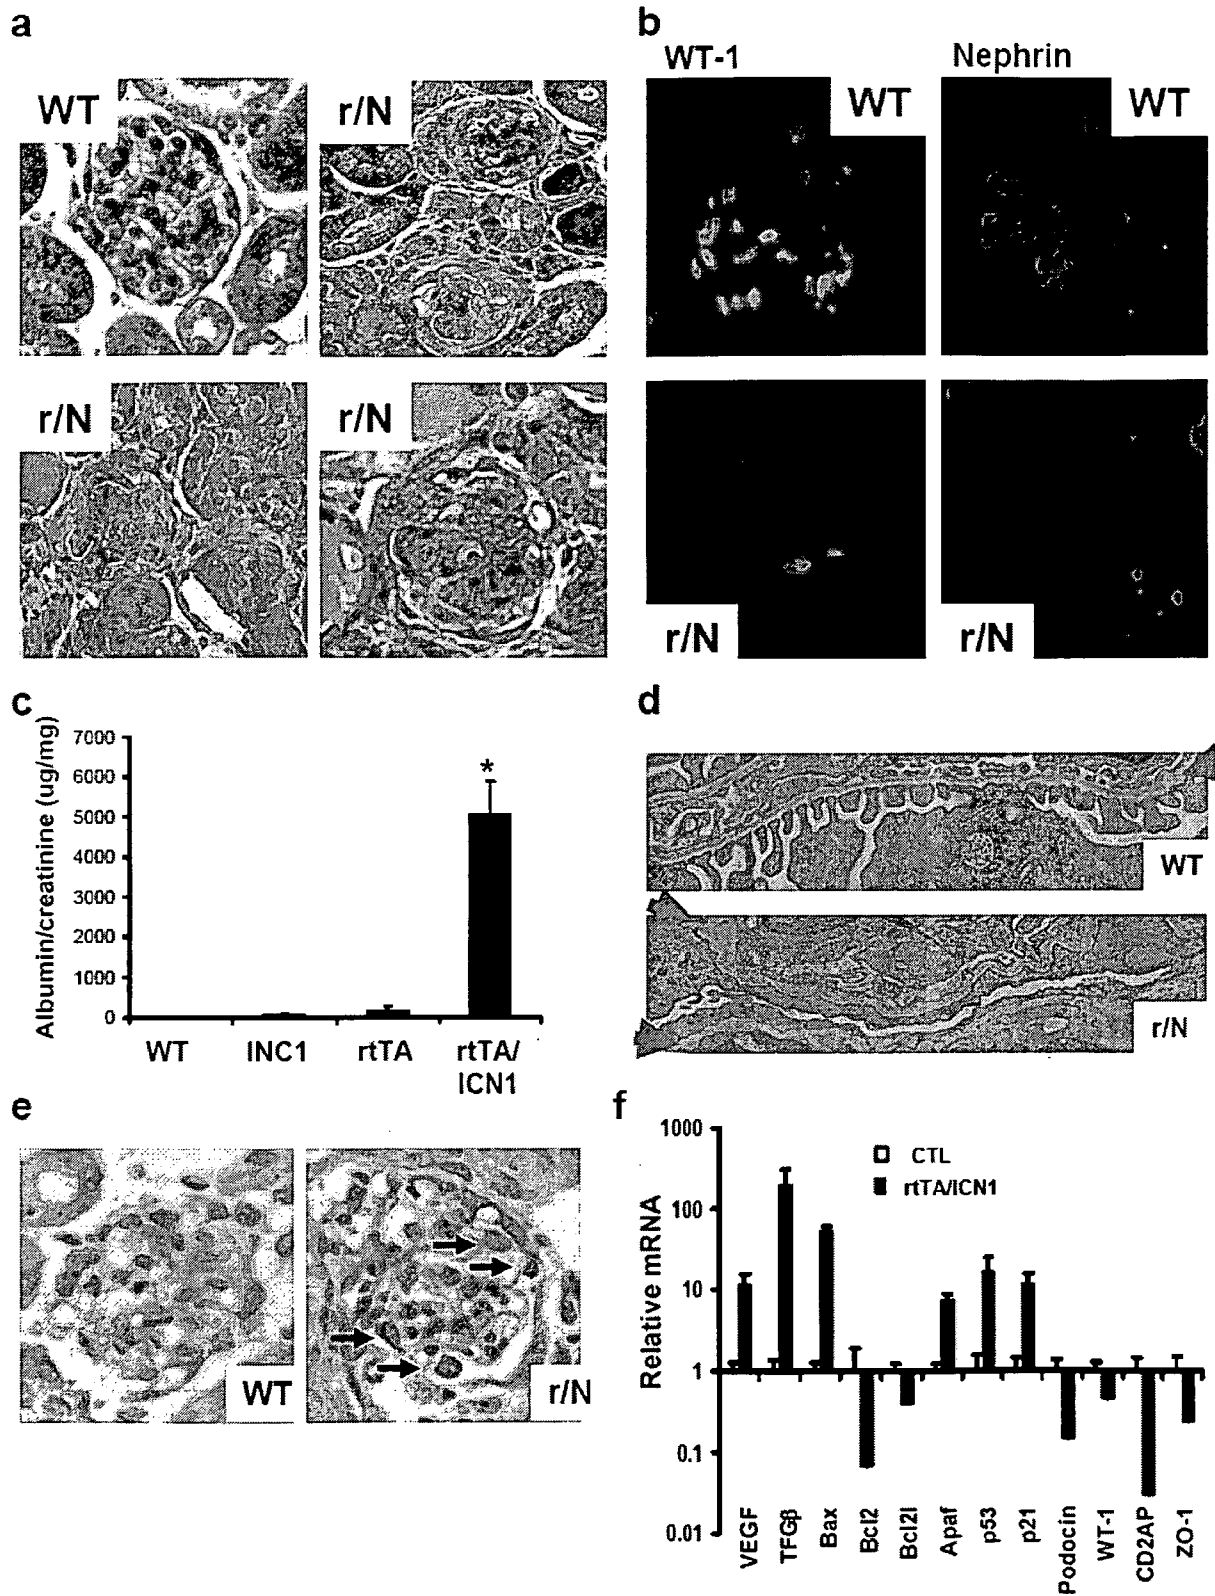 a
WT
r/N
r/N
r/N
b
WT-1
Nephrin
WT
WT
r/N
r/N
c
Albumin/creatinine (ug/mg)
7000
6000
5000
4000
3000
2000
1000
0
*
WT
INC1
rtTA
rtTA/
ICN1
d
WT
r/N
e
WT
r/N
f
Relative mRNA
1000
100
10
1
0.1
0.01
CTL
rtTA/ICN1
VEGF
TFGβ
Bax
Bcl2
Bcl2l
Apaf
p53
p21
Podocin
WT-1
CD2AP
ZO-1